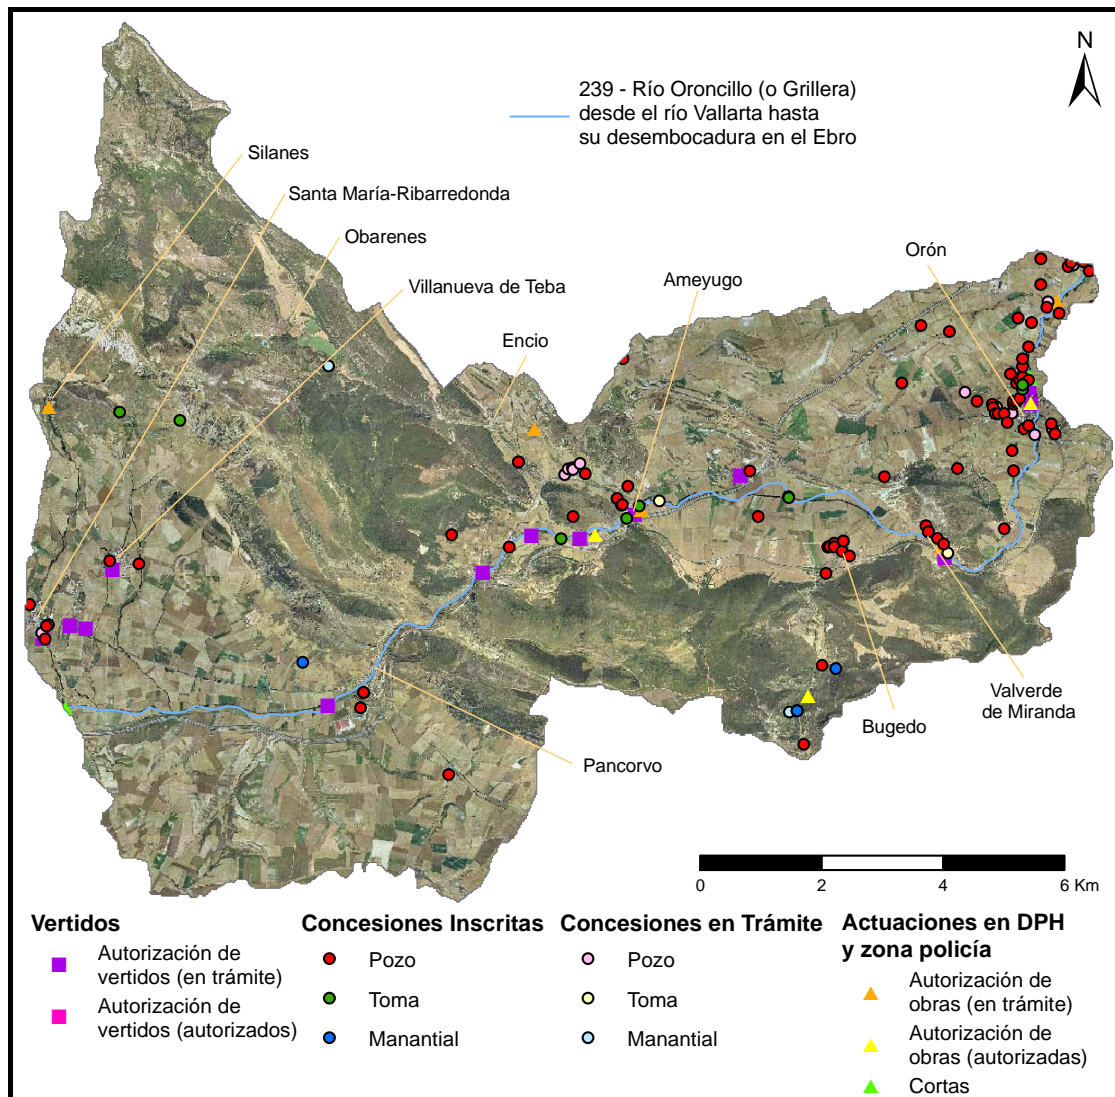 N
239 - Río Oroncillo (o Grillera)
desde el río Vallarta hasta
su desembocadura en el Ebro
Silanes
Santa María-Ribarredonda
Obarenes
Villanueva de Teba
Encio
Ameyugo
Orón
Valverde
de Miranda
Bugedo
Pancorvo
0 2 4 6 Km
Vertidos
Autorización de
vertidos (en trámite)
Autorización de
vertidos (autorizados)
Concesiones Inscritas
Pozo
Toma
Manantial
Concesiones en Trámite
Pozo
Toma
Manantial
Actuaciones en DPH
y zona policía
Autorización de
obras (en trámite)
Autorización de
obras (autorizadas)
Cortas